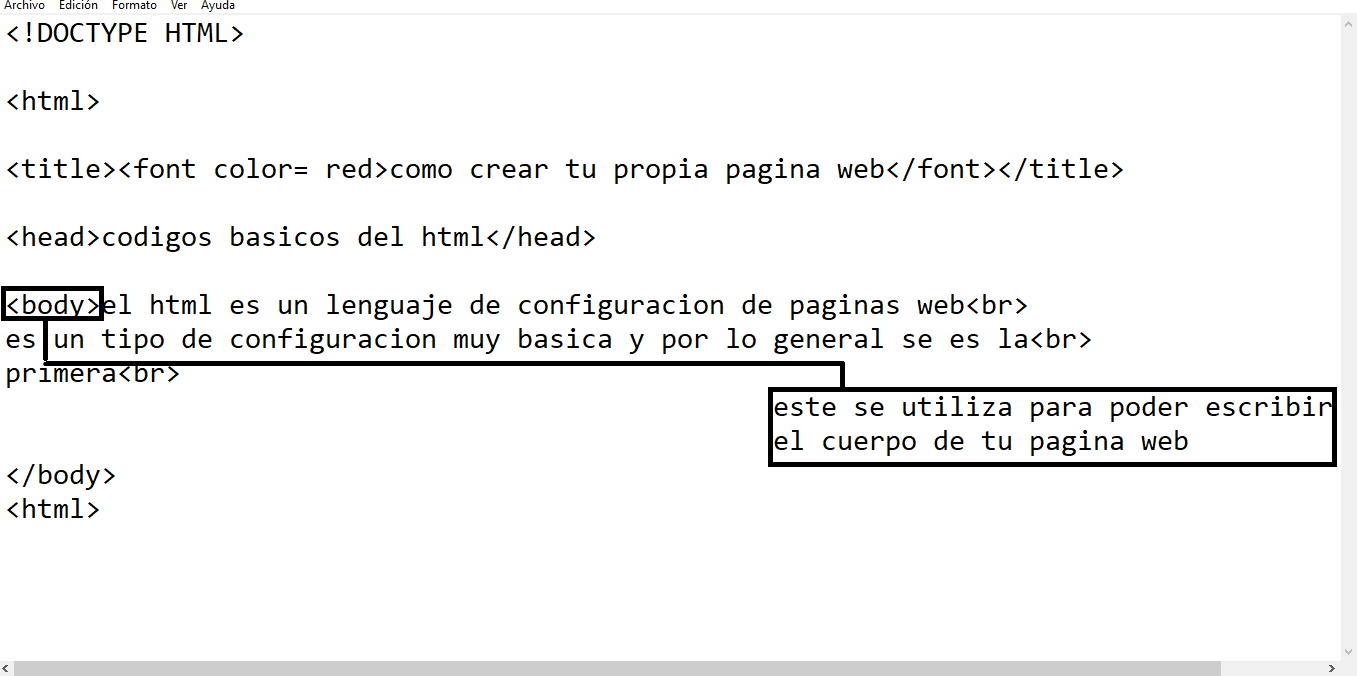 Archivo Edición Formato Ver Ayuda
<!DOCTYPE HTML>
<html>
<title><font color= red>como crear tu propia pagina web</font></title>
<head>codigos basicos del html</head>
<body>el html es un lenguaje de configuracion de paginas web<br>
es un tipo de configuracion muy basica y por lo general se es la<br>
primera<br>
este se utiliza para poder escribir
el cuerpo de tu pagina web
</body>
<html>